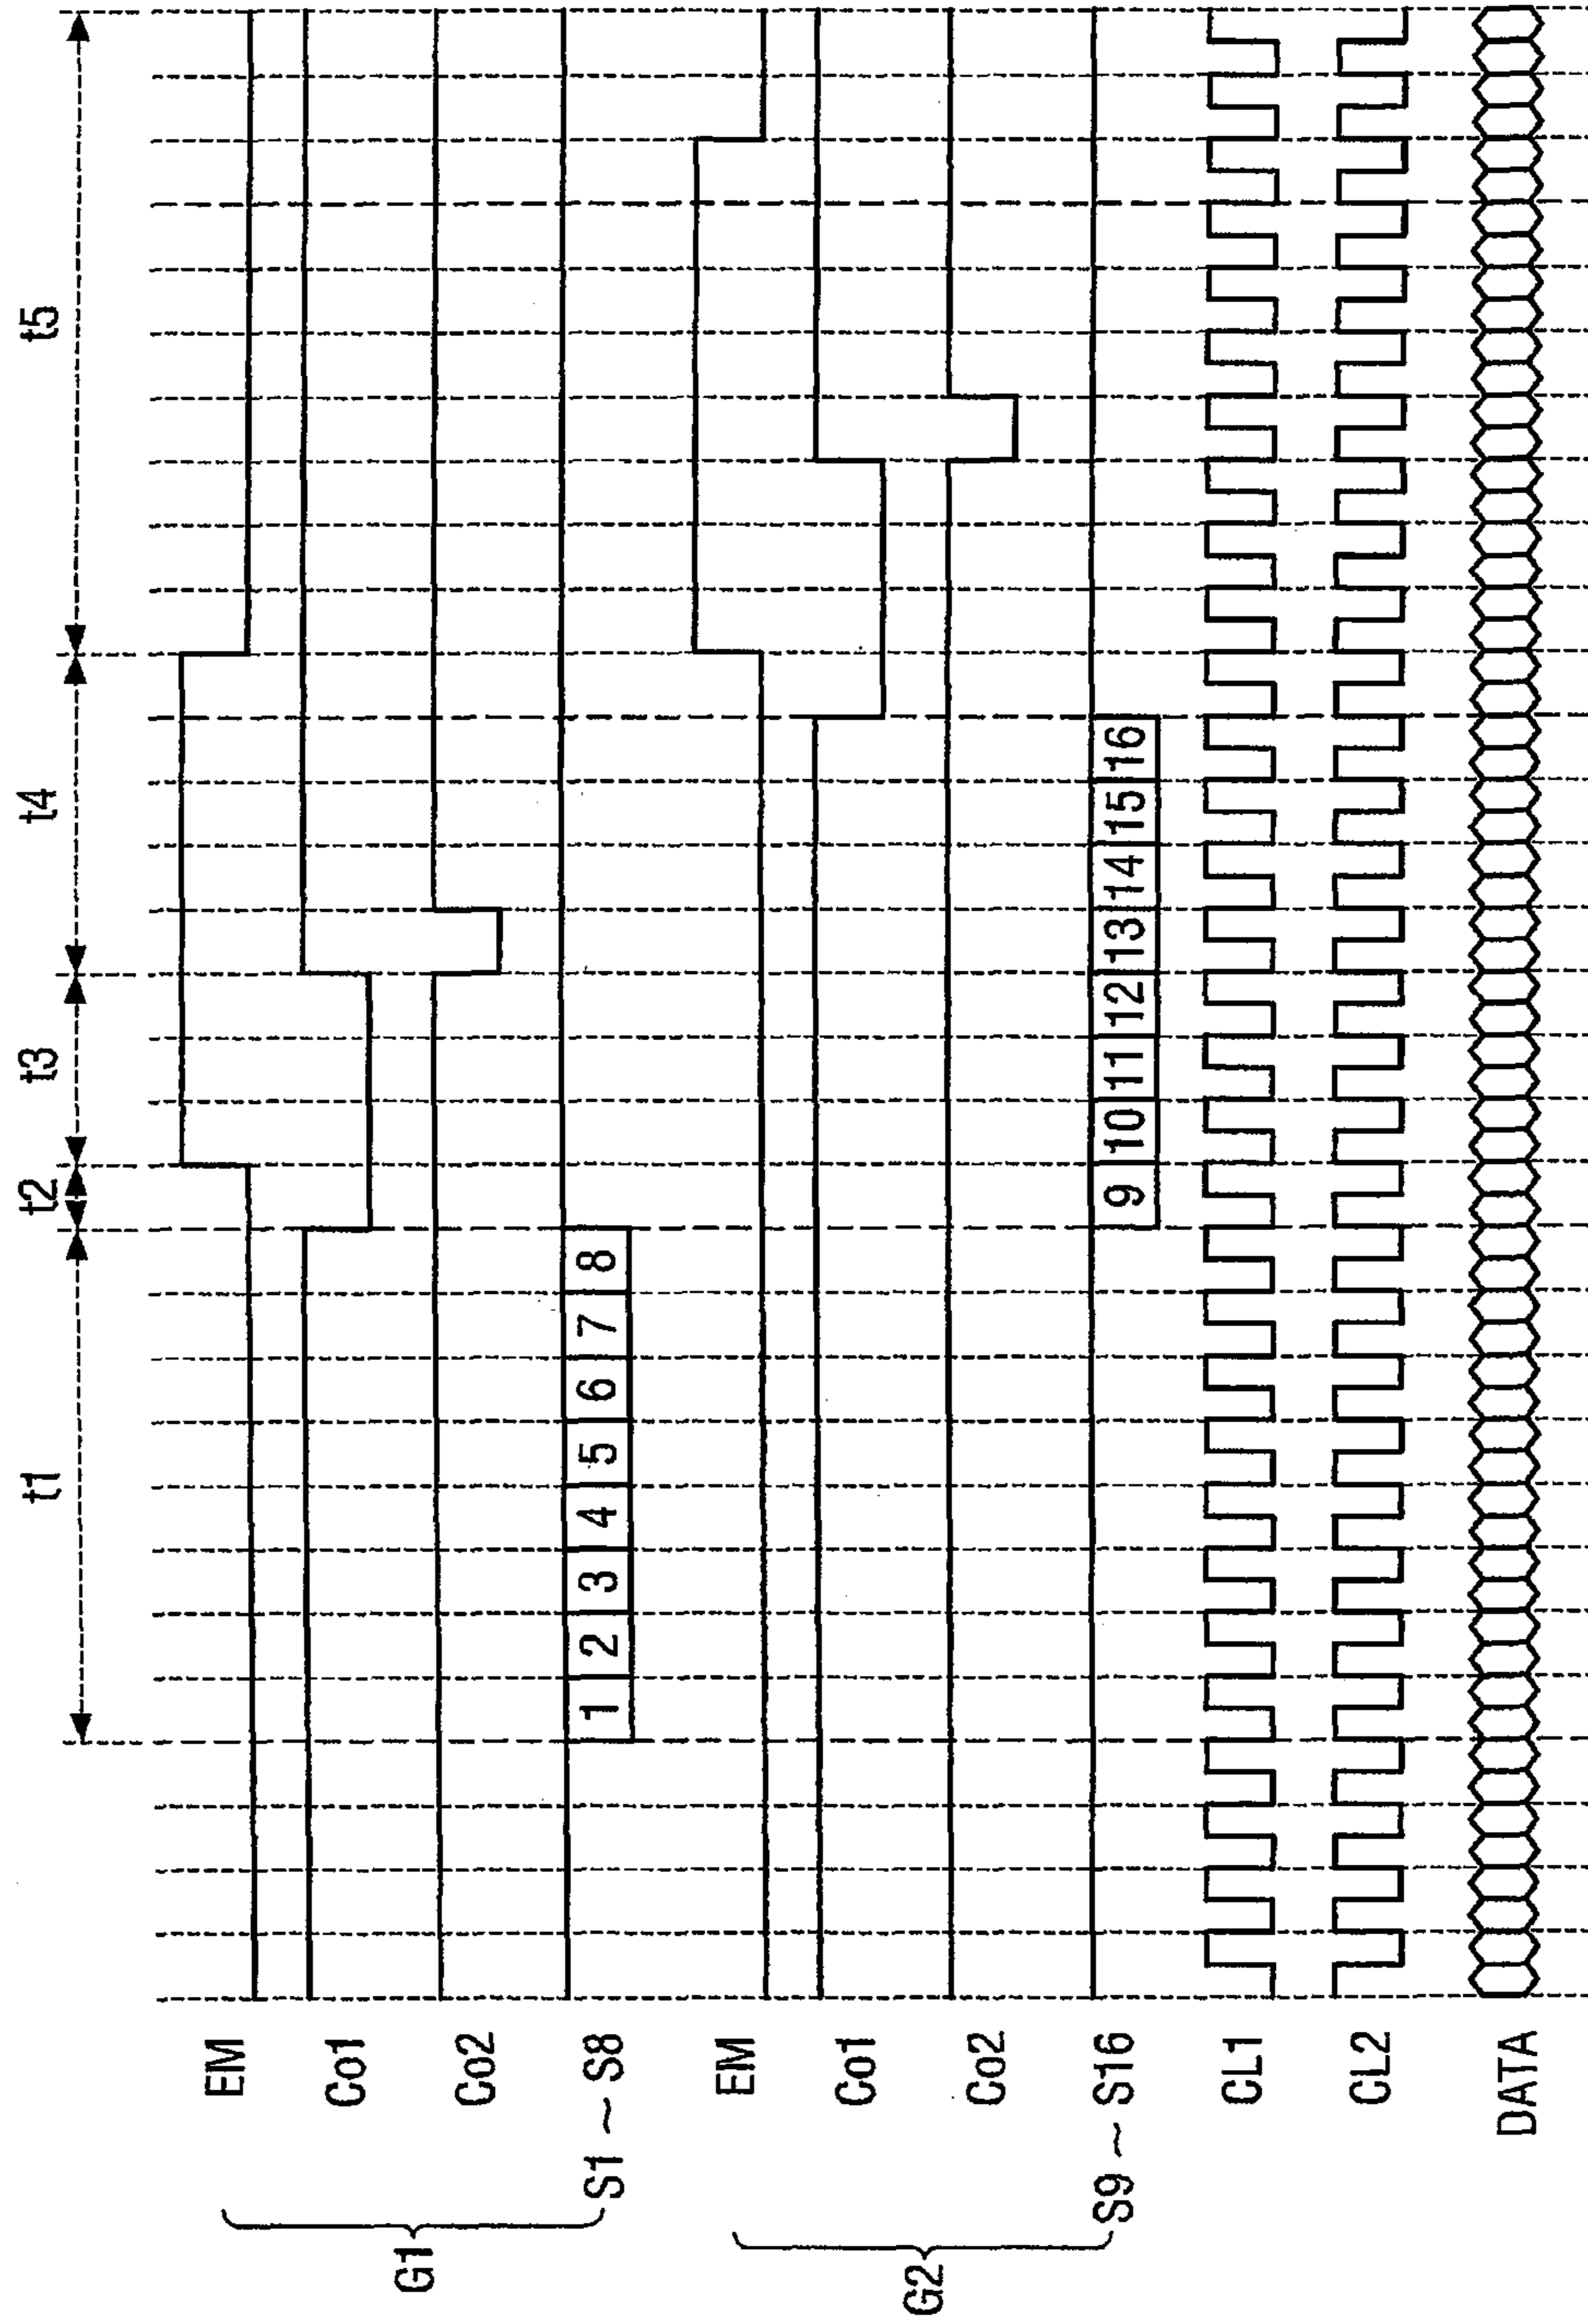 t1 t2 t3 t4 t5
G1
EM
Co1
Co2
S1 ~ S8 1 2 3 4 5 6 7 8
G2
EM
Co1
Co2
S9 ~ S16 9 10 11 12 13 14 15 16
CL1
CL2
DATA